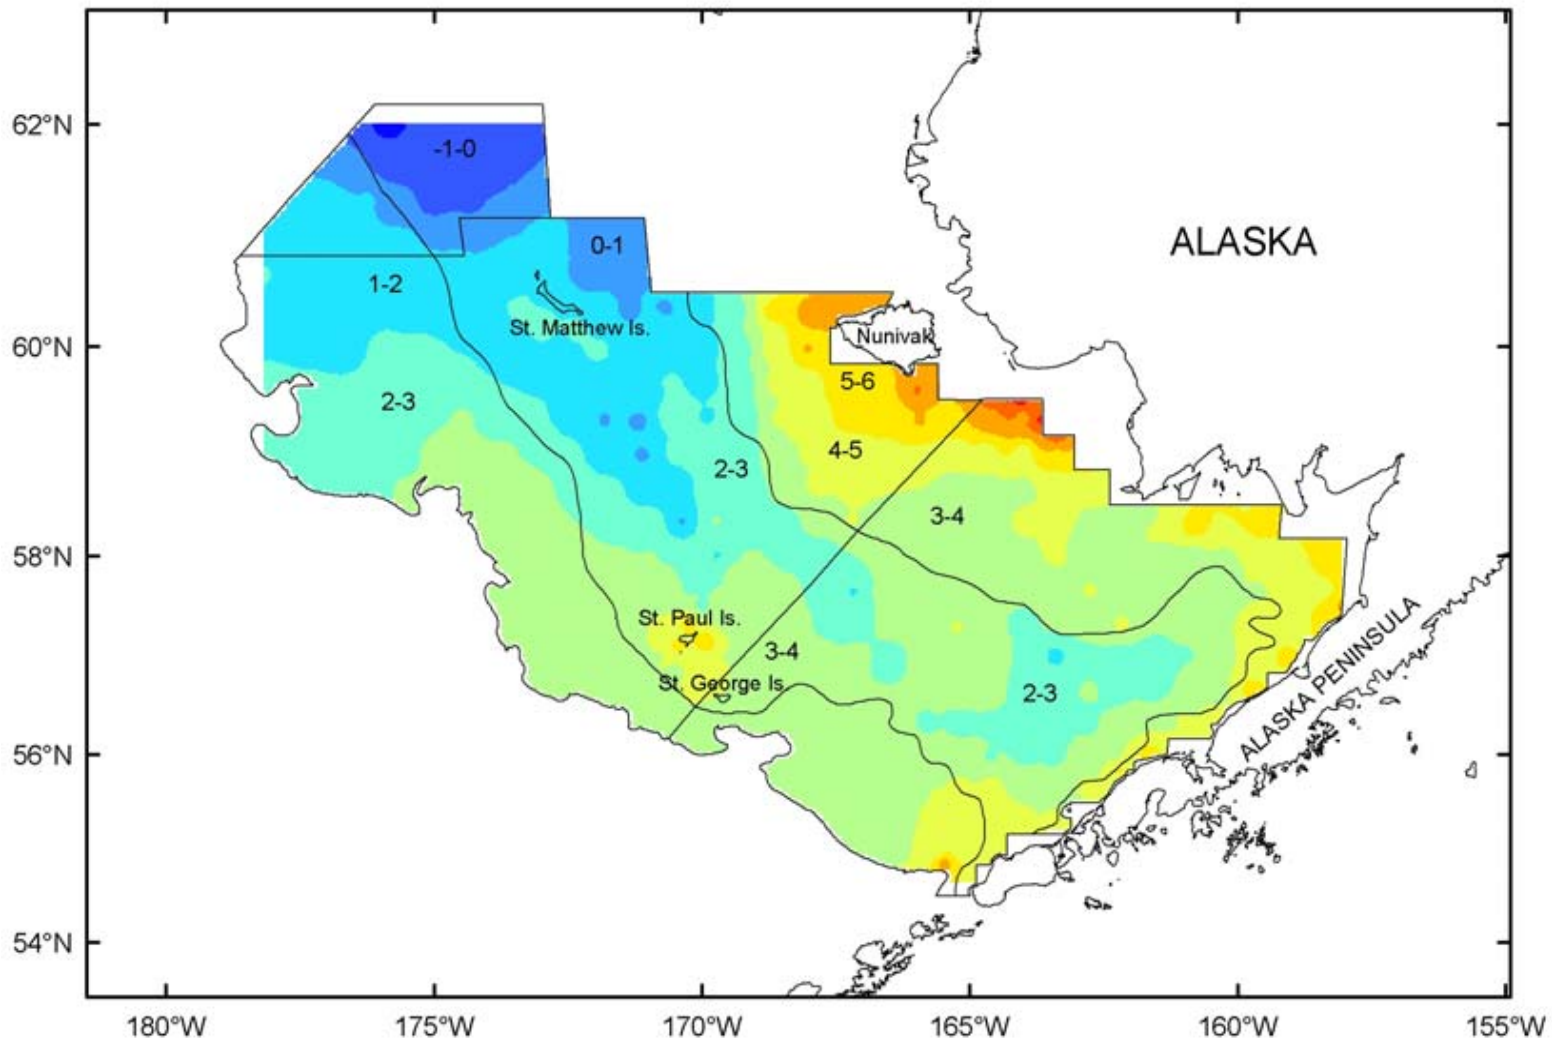 62°N
-1-0
ALASKA
0-1
1-2
St. Matthew Is.
60°N
Nunivak
5-6
2-3
4-5
2-3
3-4
58°N
St. Paul Is.
3-4
St. George Is
2-3
ALASKA PENINSULA
56°N
54°N
180°W
175°W
170°W
165°W
160°W
155°W